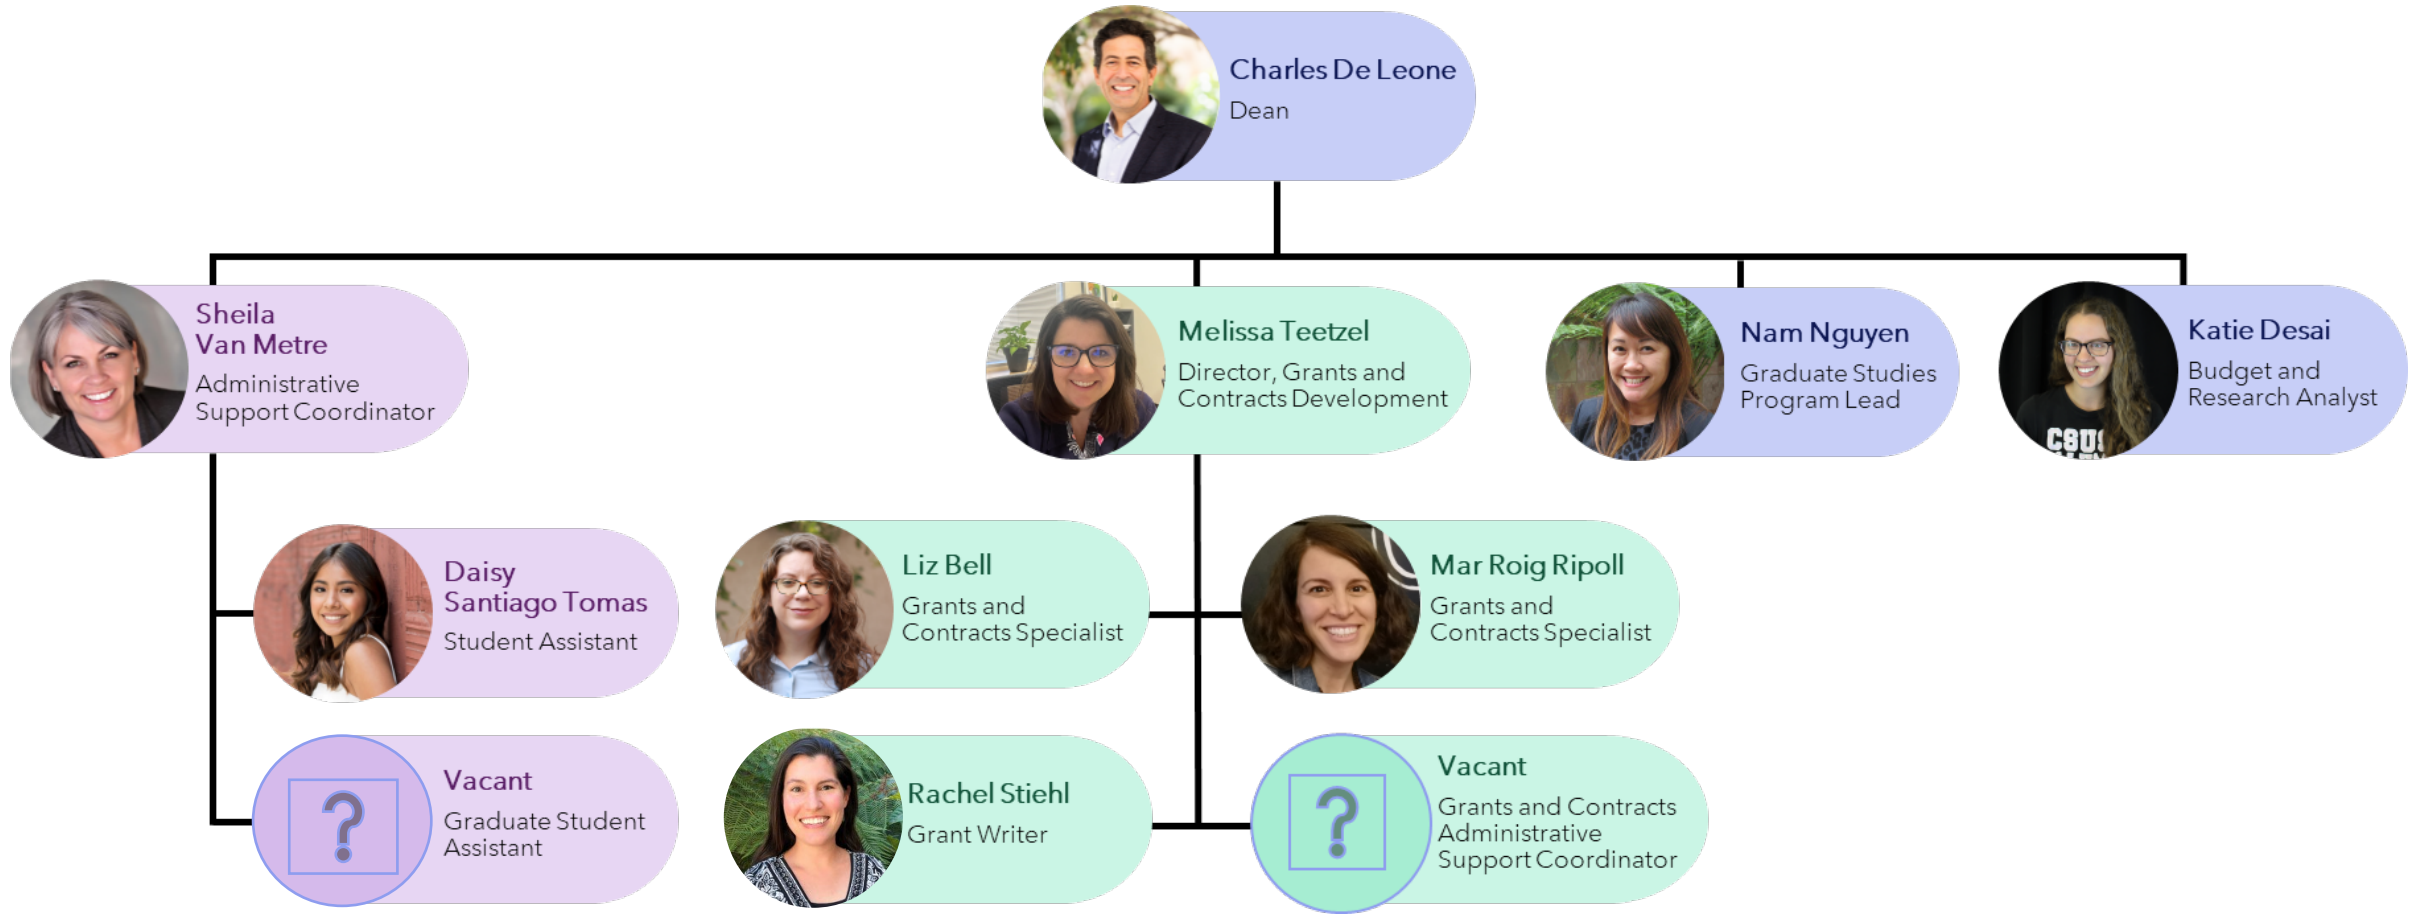 Charles De Leone
Dean
Sheila
Van Metre
Administrative
Support Coordinator
Melissa Teetzel
Director, Grants and
Contracts Development
Nam Nguyen
Graduate Studies
Program Lead
Katie Desai
Budget and
Research Analyst
CSUS
Daisy
Santiago Tomas
Student Assistant
Liz Bell
Grants and
Contracts Specialist
Mar Roig Ripoll
Grants and
Contracts Specialist
Vacant
Graduate Student
Assistant
?
Rachel Stiehl
Grant Writer
Vacant
Grants and Contracts
Administrative
Support Coordinator
?